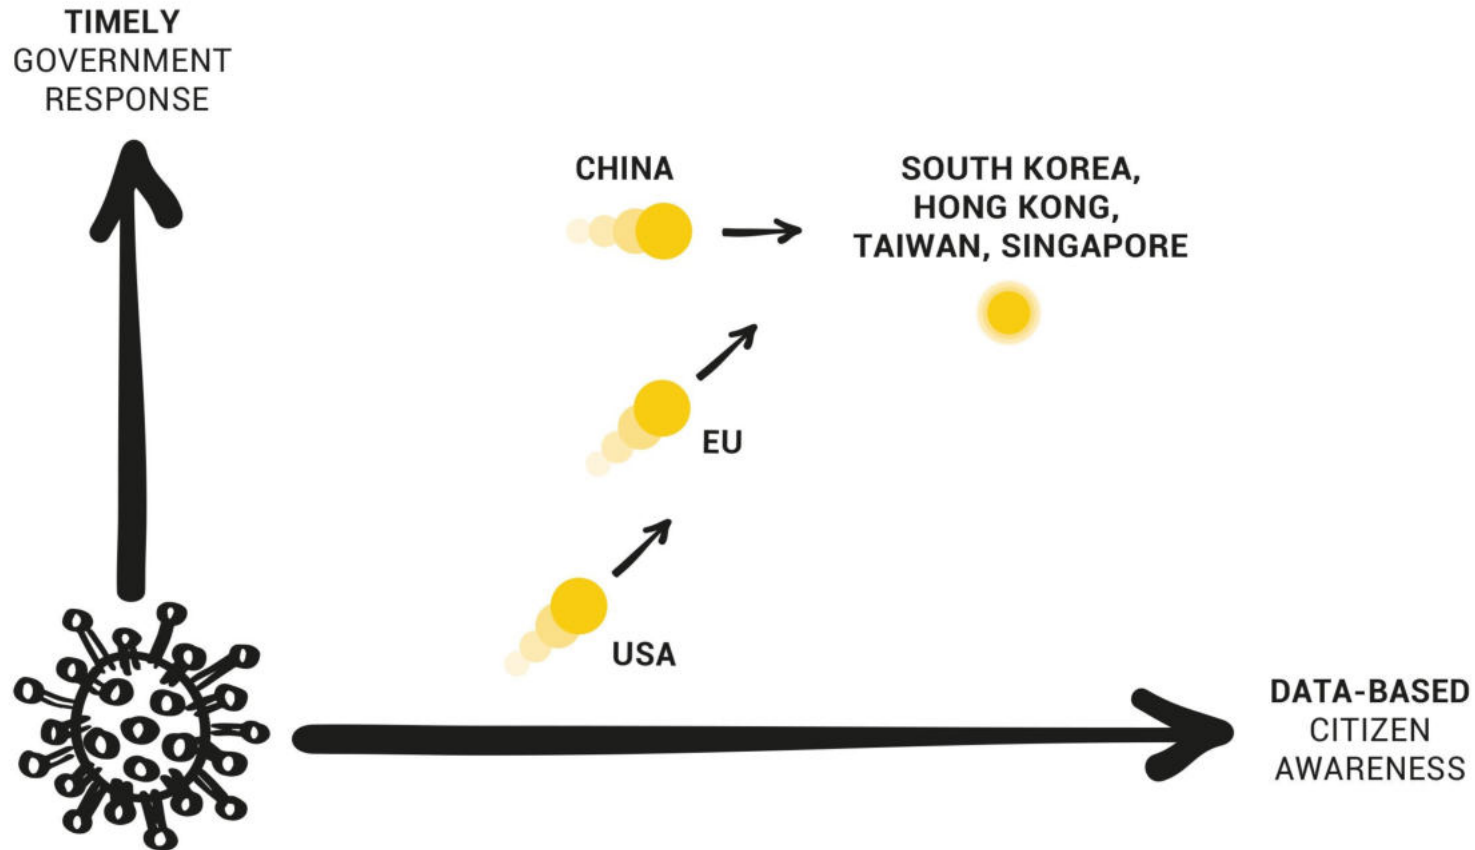 TIMELY
GOVERNMENT
RESPONSE
CHINA
SOUTH KOREA,
HONG KONG,
TAIWAN, SINGAPORE
EU
USA
DATA-BASED
CITIZEN
AWARENESS